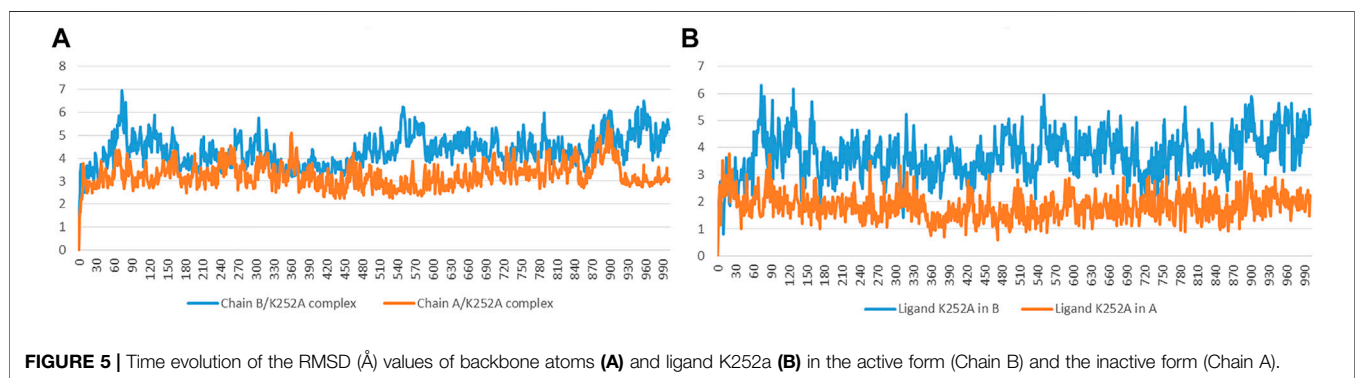 A
8
7
6
5
4
3
2
1
0
0 30 60 90 120 150 180 210 240 270 300 330 360 390 420 450 480 510 540 570 600 630 660 690 720 750 780 810 840 870 900 930 960 990
Chain B/K252A complex Chain A/K252A complex
B
7
6
5
4
3
2
1
0
0 30 60 90 120 150 180 210 240 270 300 330 360 390 420 450 480 510 540 570 600 630 660 690 720 750 780 810 840 870 900 930 960 990
Ligand K252A in B Ligand K252A in A
FIGURE 5 | Time evolution of the RMSD (Å) values of backbone atoms (A) and ligand K252a (B) in the active form (Chain B) and the inactive form (Chain A).